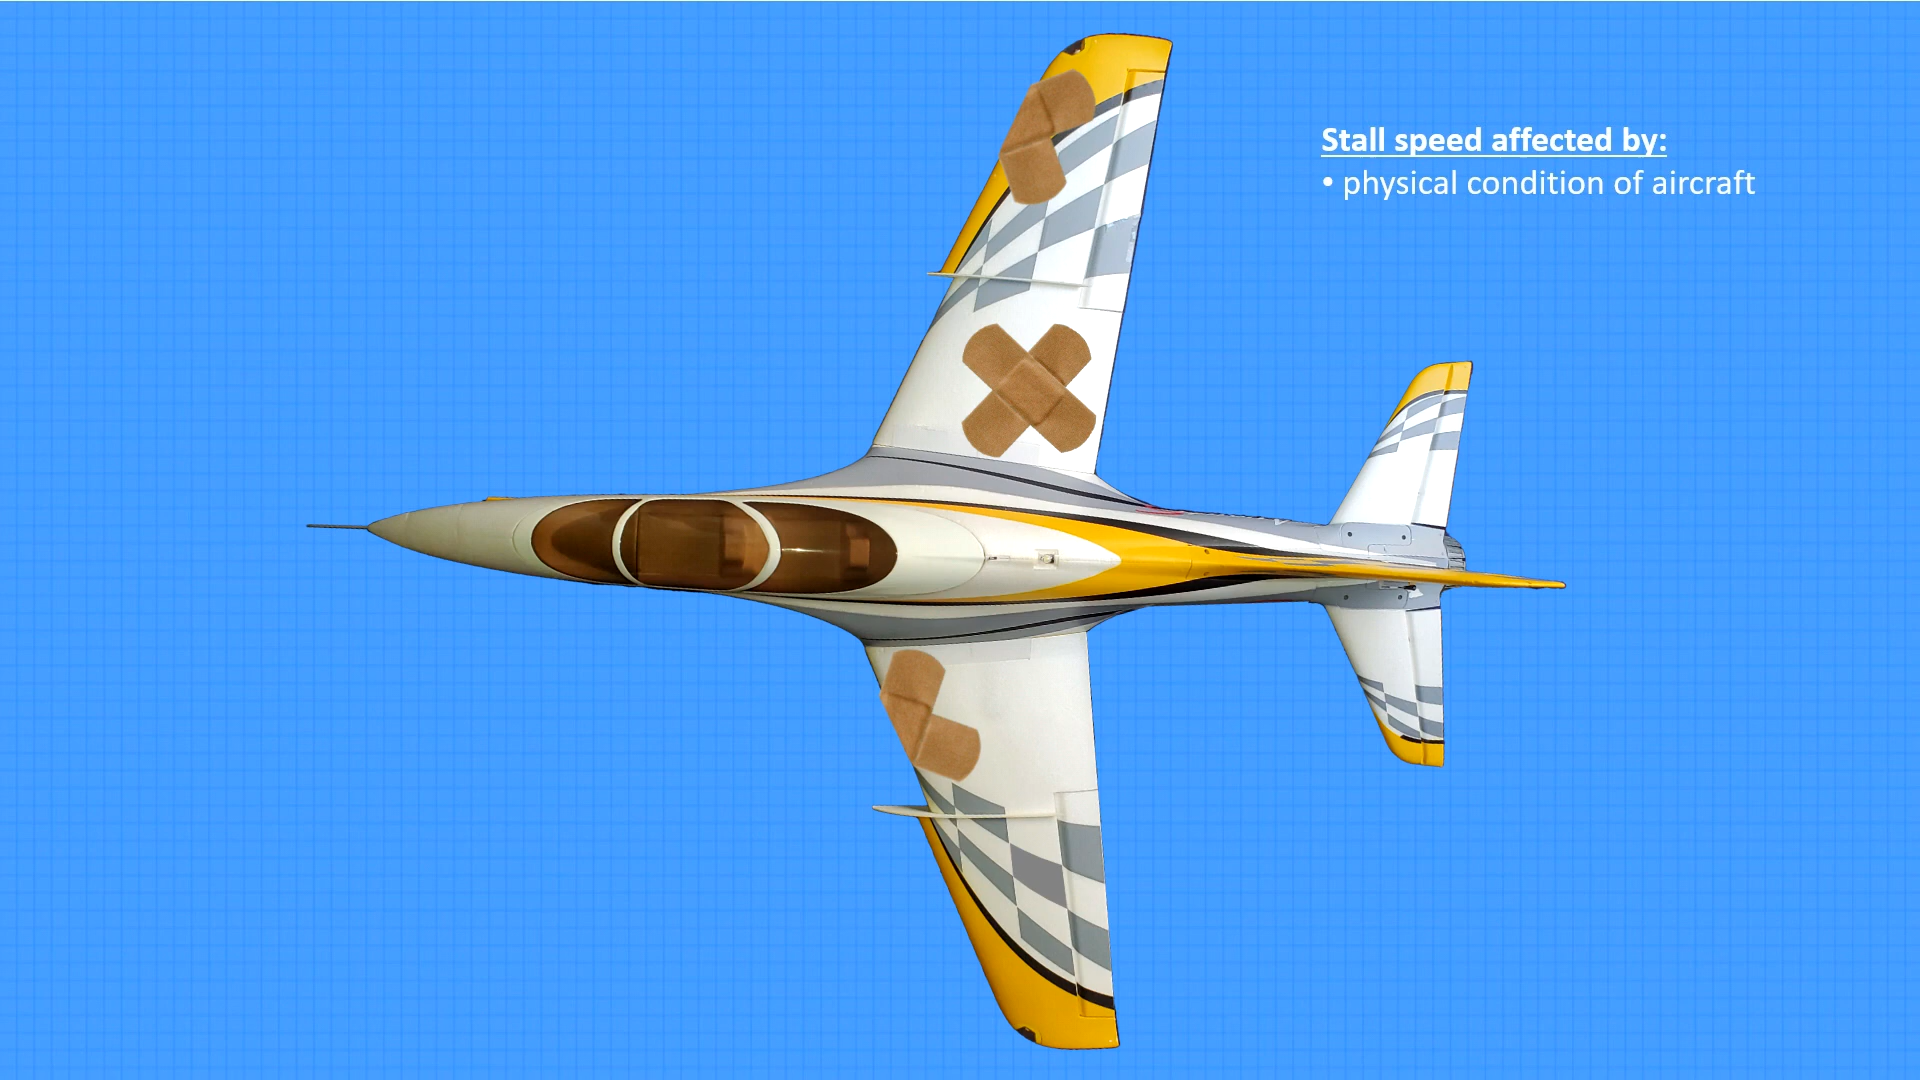 Stall speed affected by:
• physical condition of aircraft